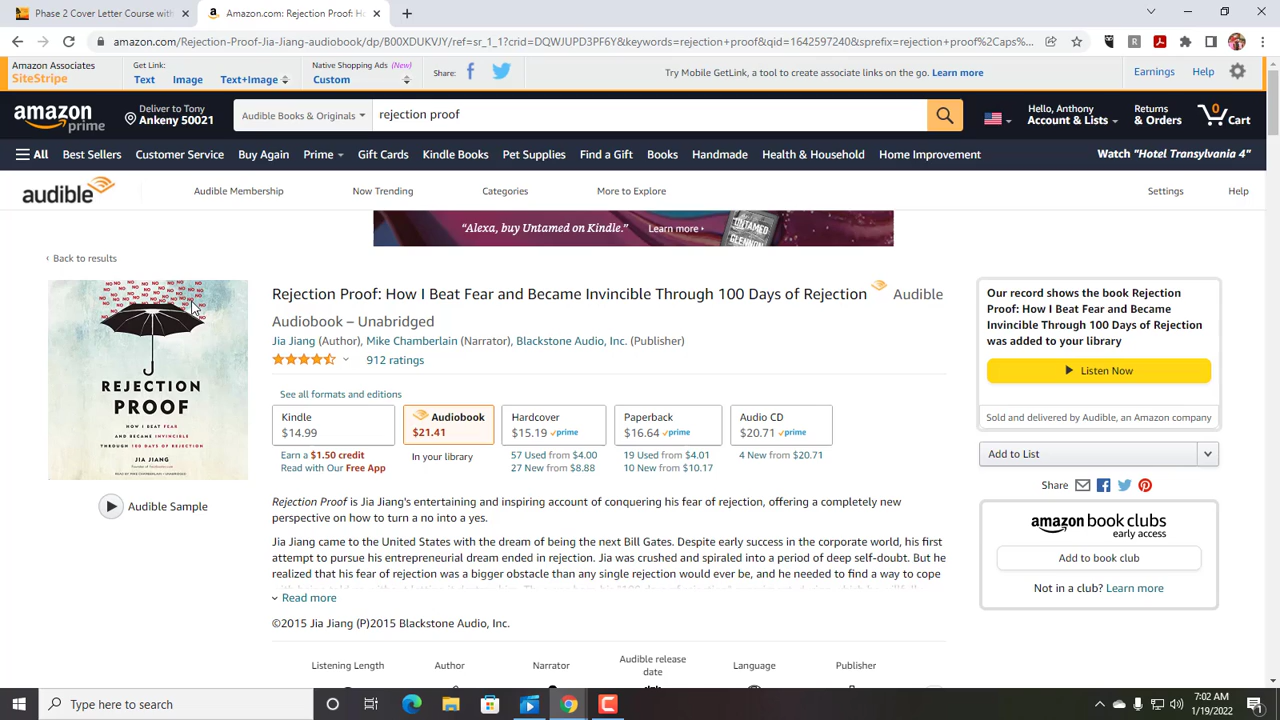 Phase 2 Cover Letter Course with
Amazon.com: Rejection Proof: H
amazon.com/Rejection-Proof-Jia-Jiang-audiobook/dp/B00XDUKVJY/ref=sr_1_1?crid=DQWJUPD3PF6Y&keywords=rejection+proof&qid=1642597240&sprefix=rejection+proof%2Caps%...
Amazon Associates
SiteStripe
Get Link:
Text Image Text+Image
Native Shopping Ads (New)
Custom
Share:
Try Mobile GetLink, a tool to create associate links on the go. Learn more
Earnings Help
amazon prime
Deliver to Tony
Ankeny 50021
Audible Books & Originals
rejection proof
Hello, Anthony
Account & Lists
Returns
& Orders
0
Cart
All Best Sellers Customer Service Buy Again Prime Gift Cards Kindle Books Pet Supplies Find a Gift Books Handmade Health & Household Home Improvement
Watch "Hotel Transylvania 4"
audible
Audible Membership Now Trending Categories More to Explore Settings Help
"Alexa, buy Untamed on Kindle." Learn more ›
UNTAMED
GLENNON
‹ Back to results
REJECTION
PROOF
HOW I BEAT FEAR
AND BECAME INVINCIBLE
THROUGH 100 DAYS OF REJECTION
JIA JIANG
Audible Sample
Rejection Proof: How I Beat Fear and Became Invincible Through 100 Days of Rejection Audible
Audiobook – Unabridged
Jia Jiang (Author), Mike Chamberlain (Narrator), Blackstone Audio, Inc. (Publisher)
912 ratings
See all formats and editions
Kindle
$14.99
Earn a $1.50 credit
Read with Our Free App
Audiobook
$21.41
In your library
Hardcover
$15.19 prime
57 Used from $4.00
27 New from $8.88
Paperback
$16.64 prime
19 Used from $4.01
10 New from $10.17
Audio CD
$20.71 prime
4 New from $20.71
Rejection Proof is Jia Jiang's entertaining and inspiring account of conquering his fear of rejection, offering a completely new
perspective on how to turn a no into a yes.
Jia Jiang came to the United States with the dream of being the next Bill Gates. Despite early success in the corporate world, his first
attempt to pursue his entrepreneurial dream ended in rejection. Jia was crushed and spiraled into a period of deep self-doubt. But he
realized that his fear of rejection was a bigger obstacle than any single rejection would ever be, and he needed to find a way to cope
Read more
©2015 Jia Jiang (P)2015 Blackstone Audio, Inc.
Listening Length Author Narrator Audible release Language Publisher
date
Our record shows the book Rejection
Proof: How I Beat Fear and Became
Invincible Through 100 Days of Rejection
was added to your library
Listen Now
Sold and delivered by Audible, an Amazon company
Add to List
Share
amazon book clubs
early access
Add to book club
Not in a club? Learn more
Type here to search
7:02 AM
1/19/2022